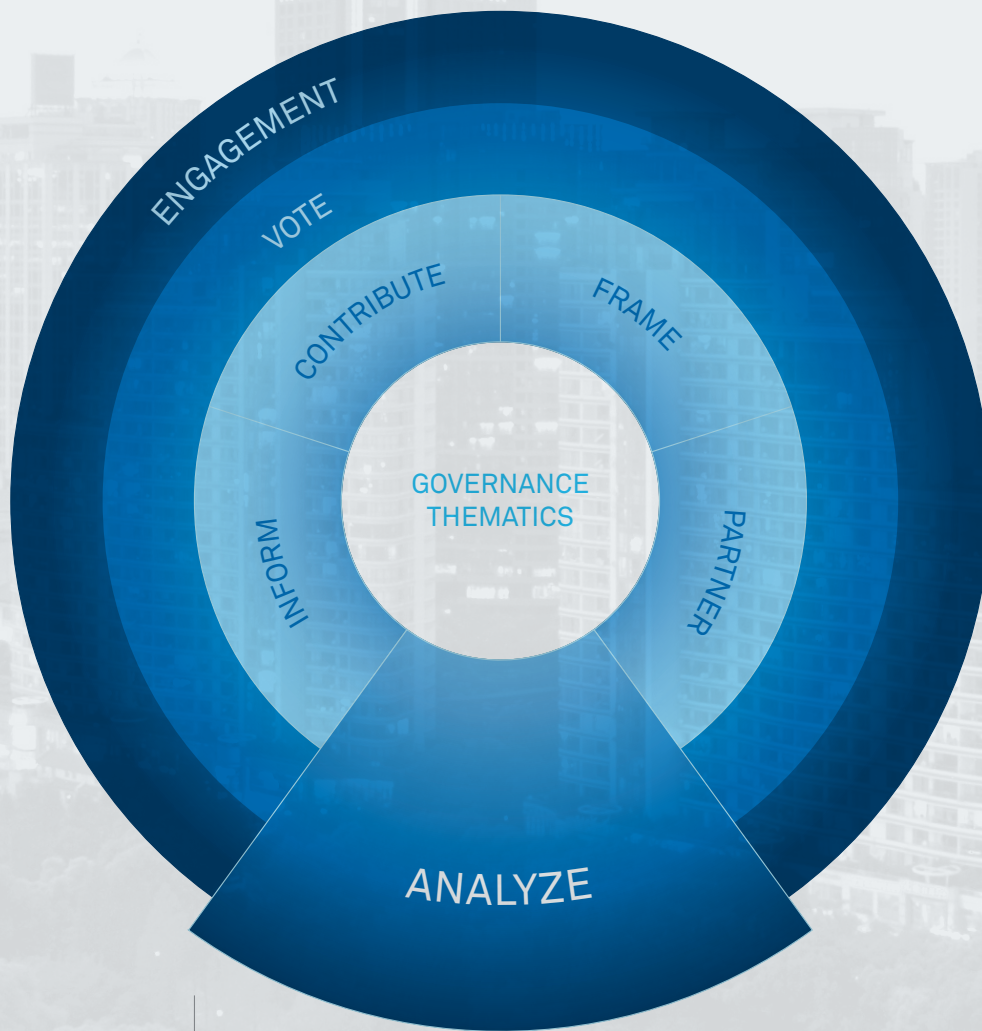 ENGAGEMENT
VOTE
CONTRIBUTE
FRAME
GOVERNANCE
THEMATICS
INFORM
PARTNER
ANALYZE